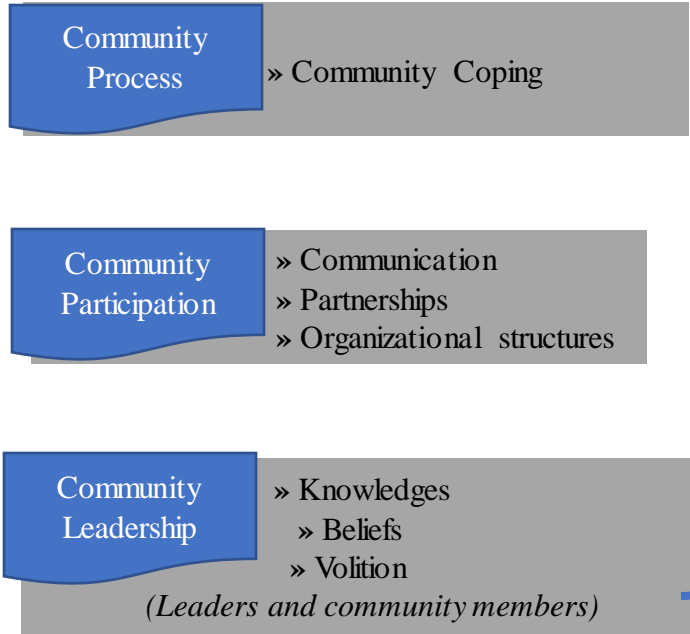 Community
Process
» Community Coping
Community
Participation
» Communication
» Partnerships
» Organizational structures
Community
Leadership
» Knowledges
» Beliefs
» Volition
(Leaders and community members)